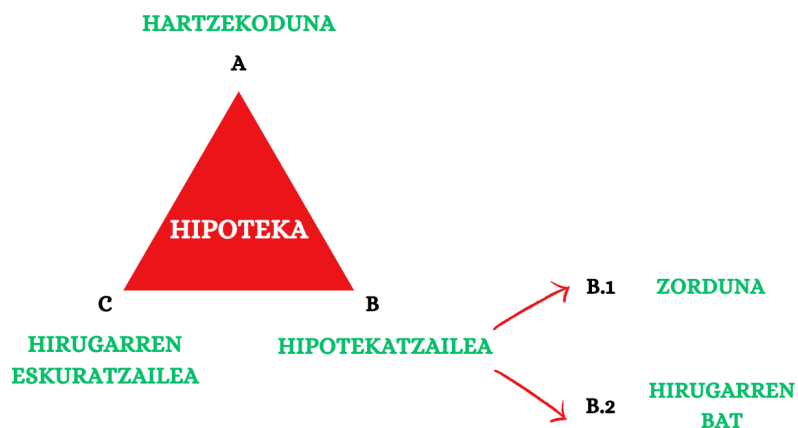 HARTZEKODUNA
A
HIPOTEKA
C
B
HIRUGARREN
ESKURATZAILEA
HIPOTEKATZAILEA
B.1 ZORDUNA
B.2 HIRUGARREN
BAT